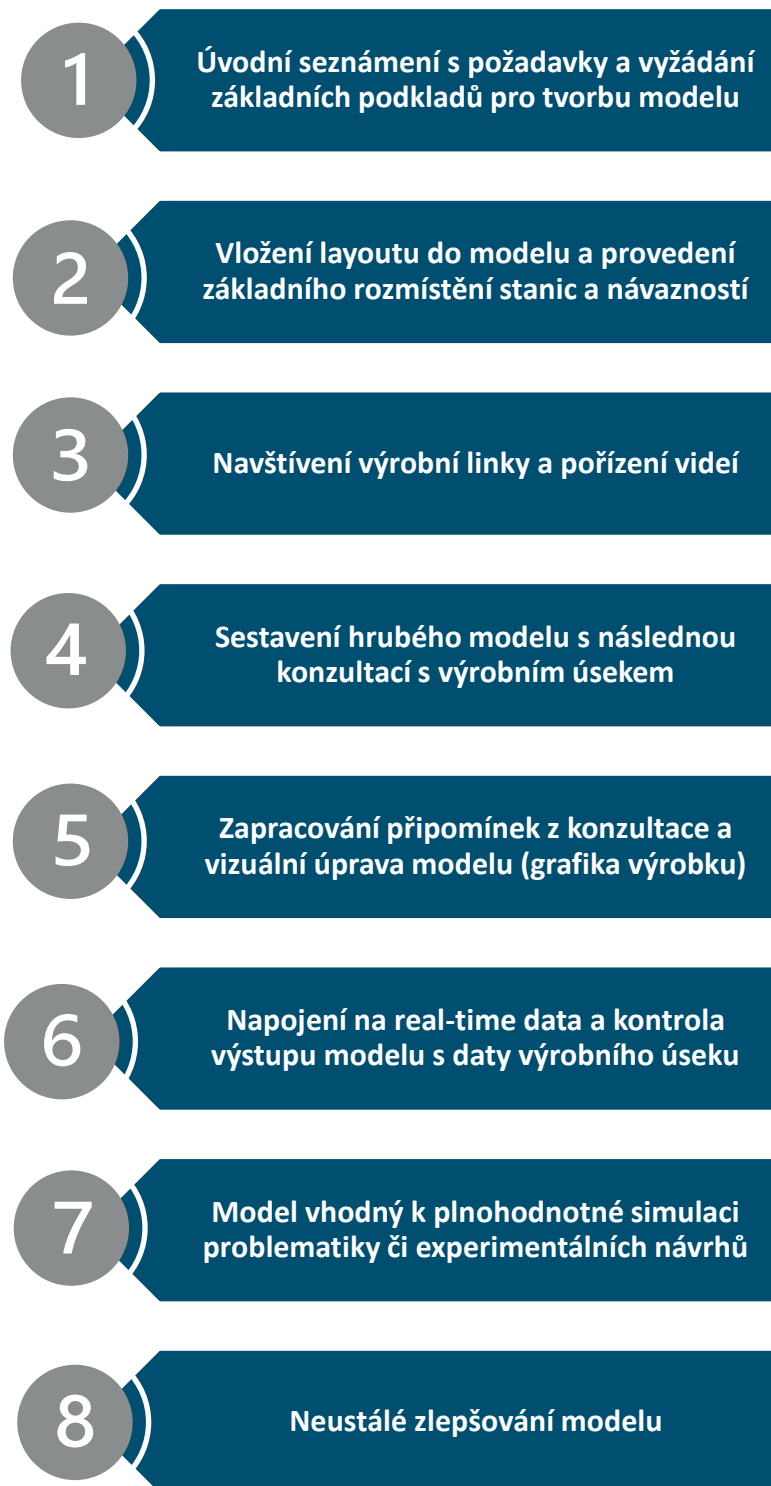 1
Úvodní seznámení s požadavky a vyžádání
základních podkladů pro tvorbu modelu
2
Vložení layoutu do modelu a provedení
základního rozmístění stanic a návazností
3
Navštívení výrobní linky a pořízení videí
4
Sestavení hrubého modelu s následnou
konzultací s výrobním úsekem
5
Zapracování připomínek z konzultace a
vizuální úprava modelu (grafika výrobku)
6
Napojení na real-time data a kontrola
výstupu modelu s daty výrobního úseku
7
Model vhodný k plnohodnotné simulaci
problematiky či experimentálních návrhů
8
Neustálé zlepšování modelu